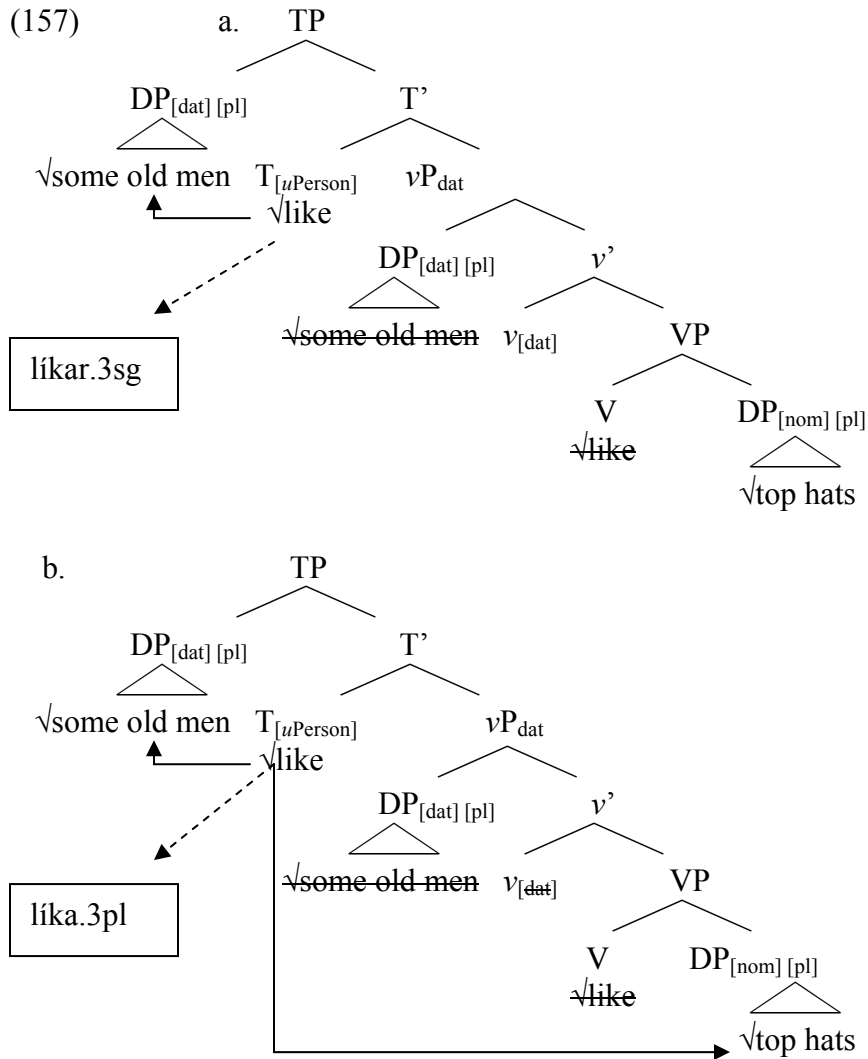 (157) a. TP
DP[dat] [pl] T’
√some old men T[uPerson] vPdat
√like
DP[dat] [pl] v’
√some old men v[dat] VP
líkar.3sg
V DP[nom] [pl]
√like
√top hats
b. TP
DP[dat] [pl] T’
√some old men T[uPerson] vPdat
√like
DP[dat] [pl] v’
√some old men v[dat] VP
líka.3pl
V DP[nom] [pl]
√like
√top hats